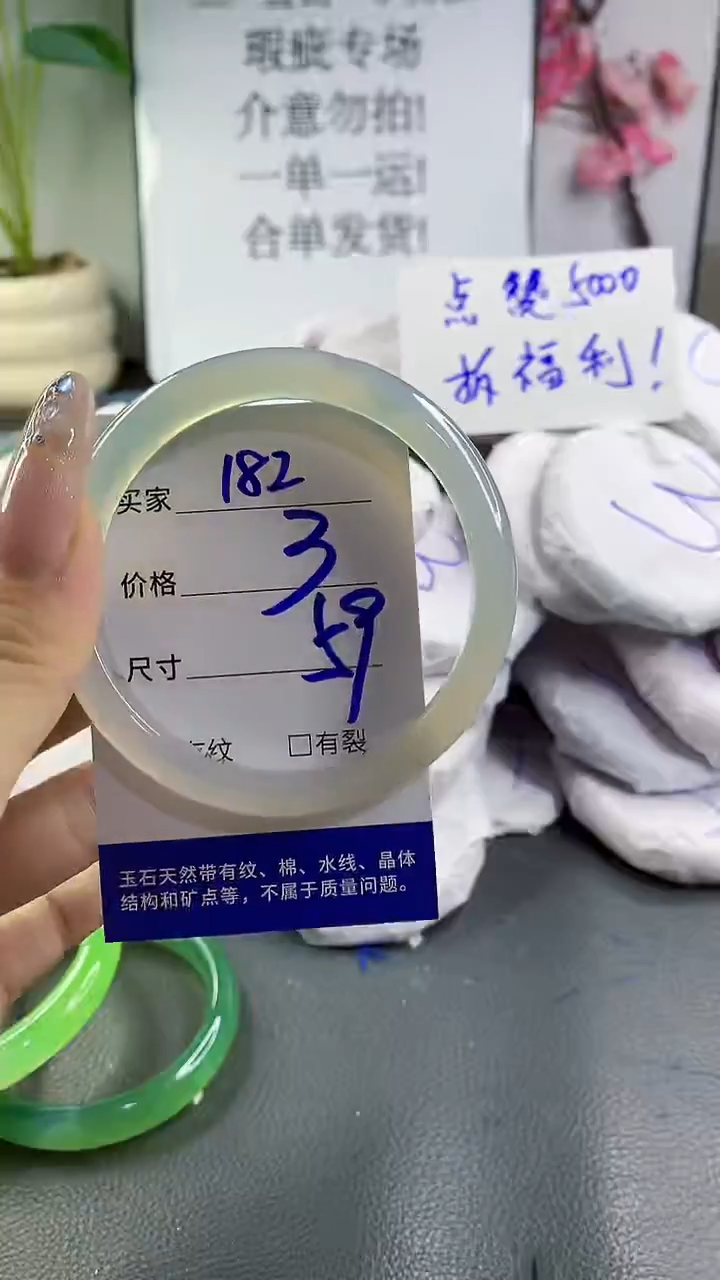 瑕疵专场
介意勿拍!
一单一运!
合单发货!
点赞5000
拆福利!
买家 182
价格 3
尺寸 59
纹 □有裂
玉石天然带有纹、棉、水线、晶体
结构和矿点等，不属于质量问题。